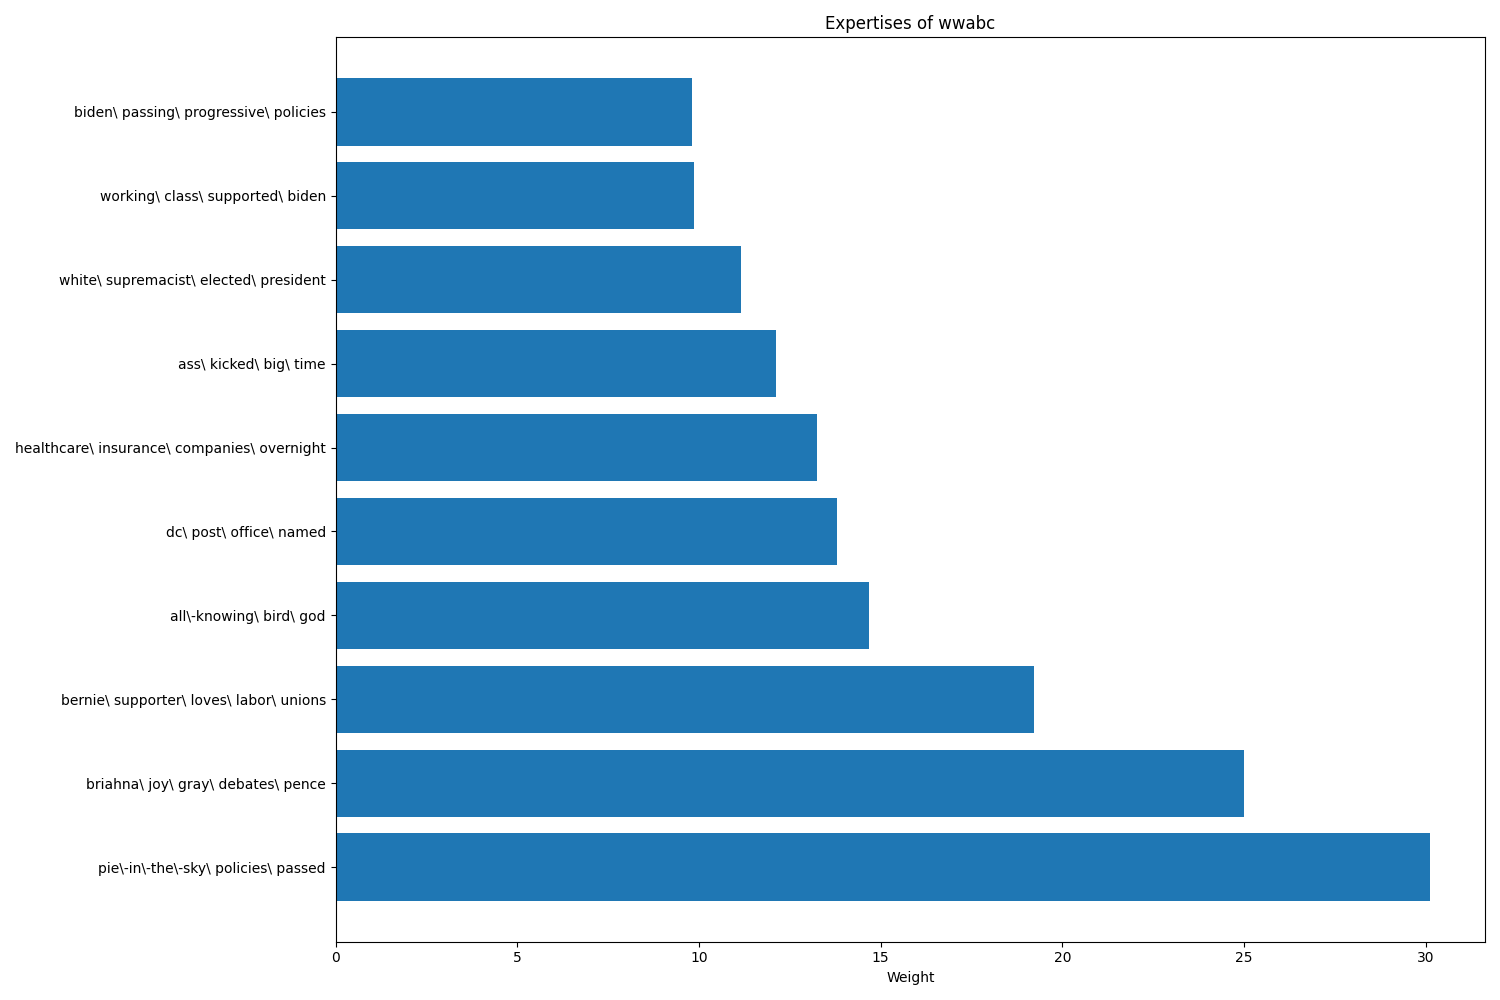 Expertises of wwabc
biden\ passing\ progressive\ policies
working\ class\ supported\ biden
white\ supremacist\ elected\ president
ass\ kicked\ big\ time
healthcare\ insurance\ companies\ overnight
dc\ post\ office\ named
all\-knowing\ bird\ god
bernie\ supporter\ loves\ labor\ unions
briahna\ joy\ gray\ debates\ pence
pie\-in\-the\-sky\ policies\ passed
0 5 10 15 20 25 30
Weight